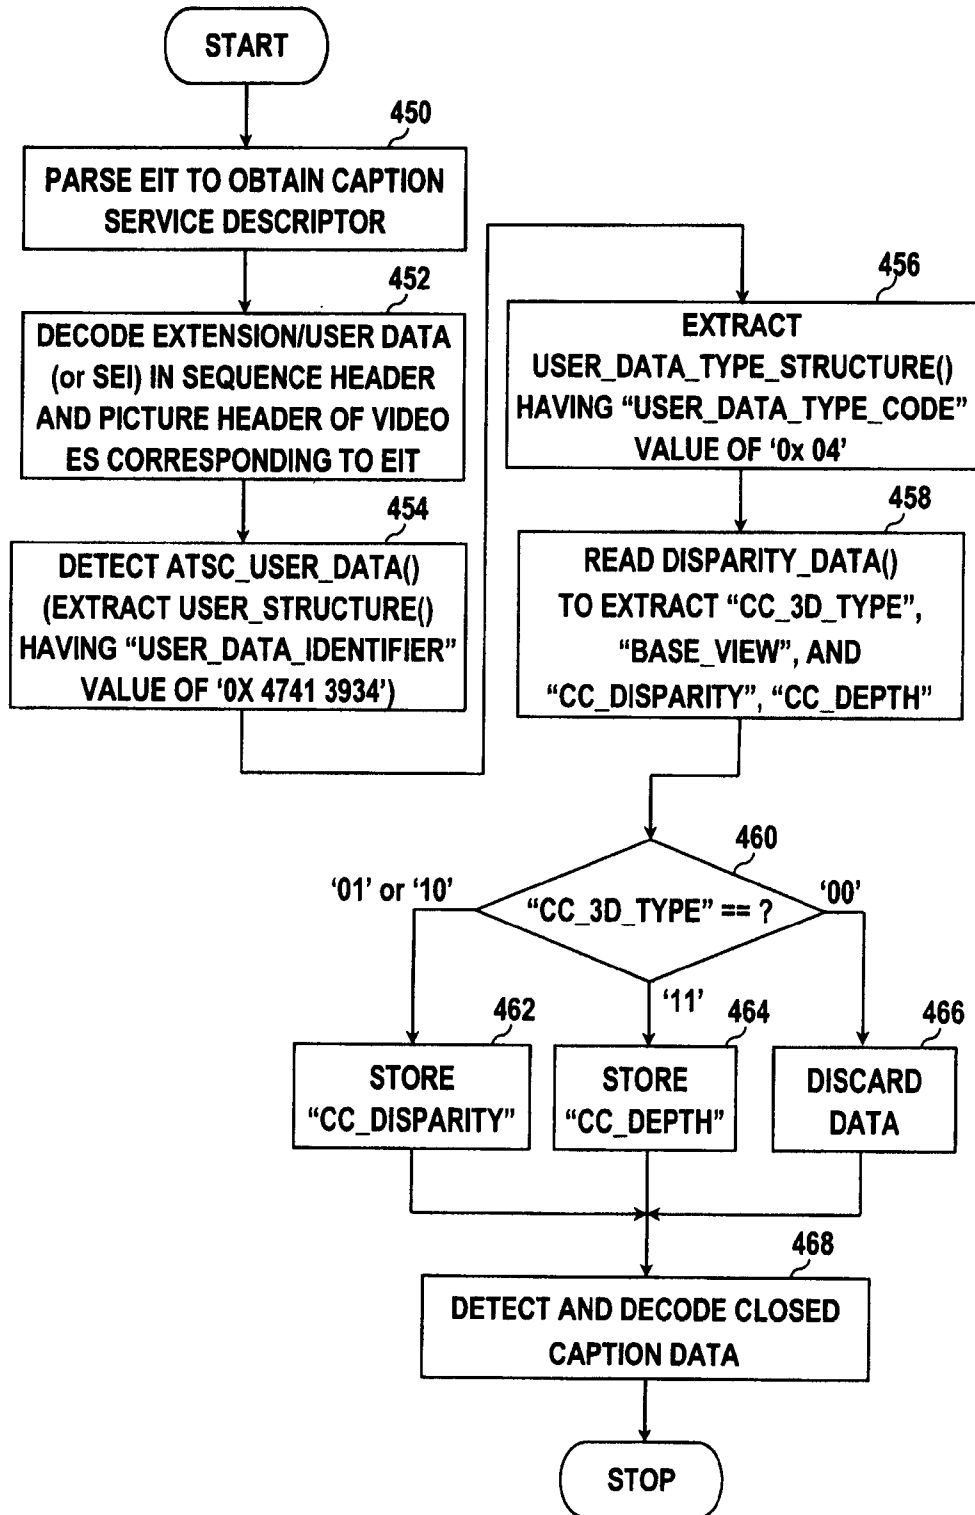 START
450
PARSE EIT TO OBTAIN CAPTION
SERVICE DESCRIPTOR
452
DECODE EXTENSION/USER DATA
(or SEI) IN SEQUENCE HEADER
AND PICTURE HEADER OF VIDEO
ES CORRESPONDING TO EIT
454
DETECT ATSC_USER_DATA()
(EXTRACT USER_STRUCTURE()
HAVING “USER_DATA_IDENTIFIER”
VALUE OF ‘0X 4741 3934’)
456
EXTRACT
USER_DATA_TYPE_STRUCTURE()
HAVING “USER_DATA_TYPE_CODE”
VALUE OF ‘0x 04’
458
READ DISPARITY_DATA()
TO EXTRACT “CC_3D_TYPE”,
“BASE_VIEW”, AND
“CC_DISPARITY”, “CC_DEPTH”
460
“CC_3D_TYPE” == ?
‘01’ or ‘10’
‘00’
‘11’
462
STORE
“CC_DISPARITY”
464
STORE
“CC_DEPTH”
466
DISCARD
DATA
468
DETECT AND DECODE CLOSED
CAPTION DATA
STOP